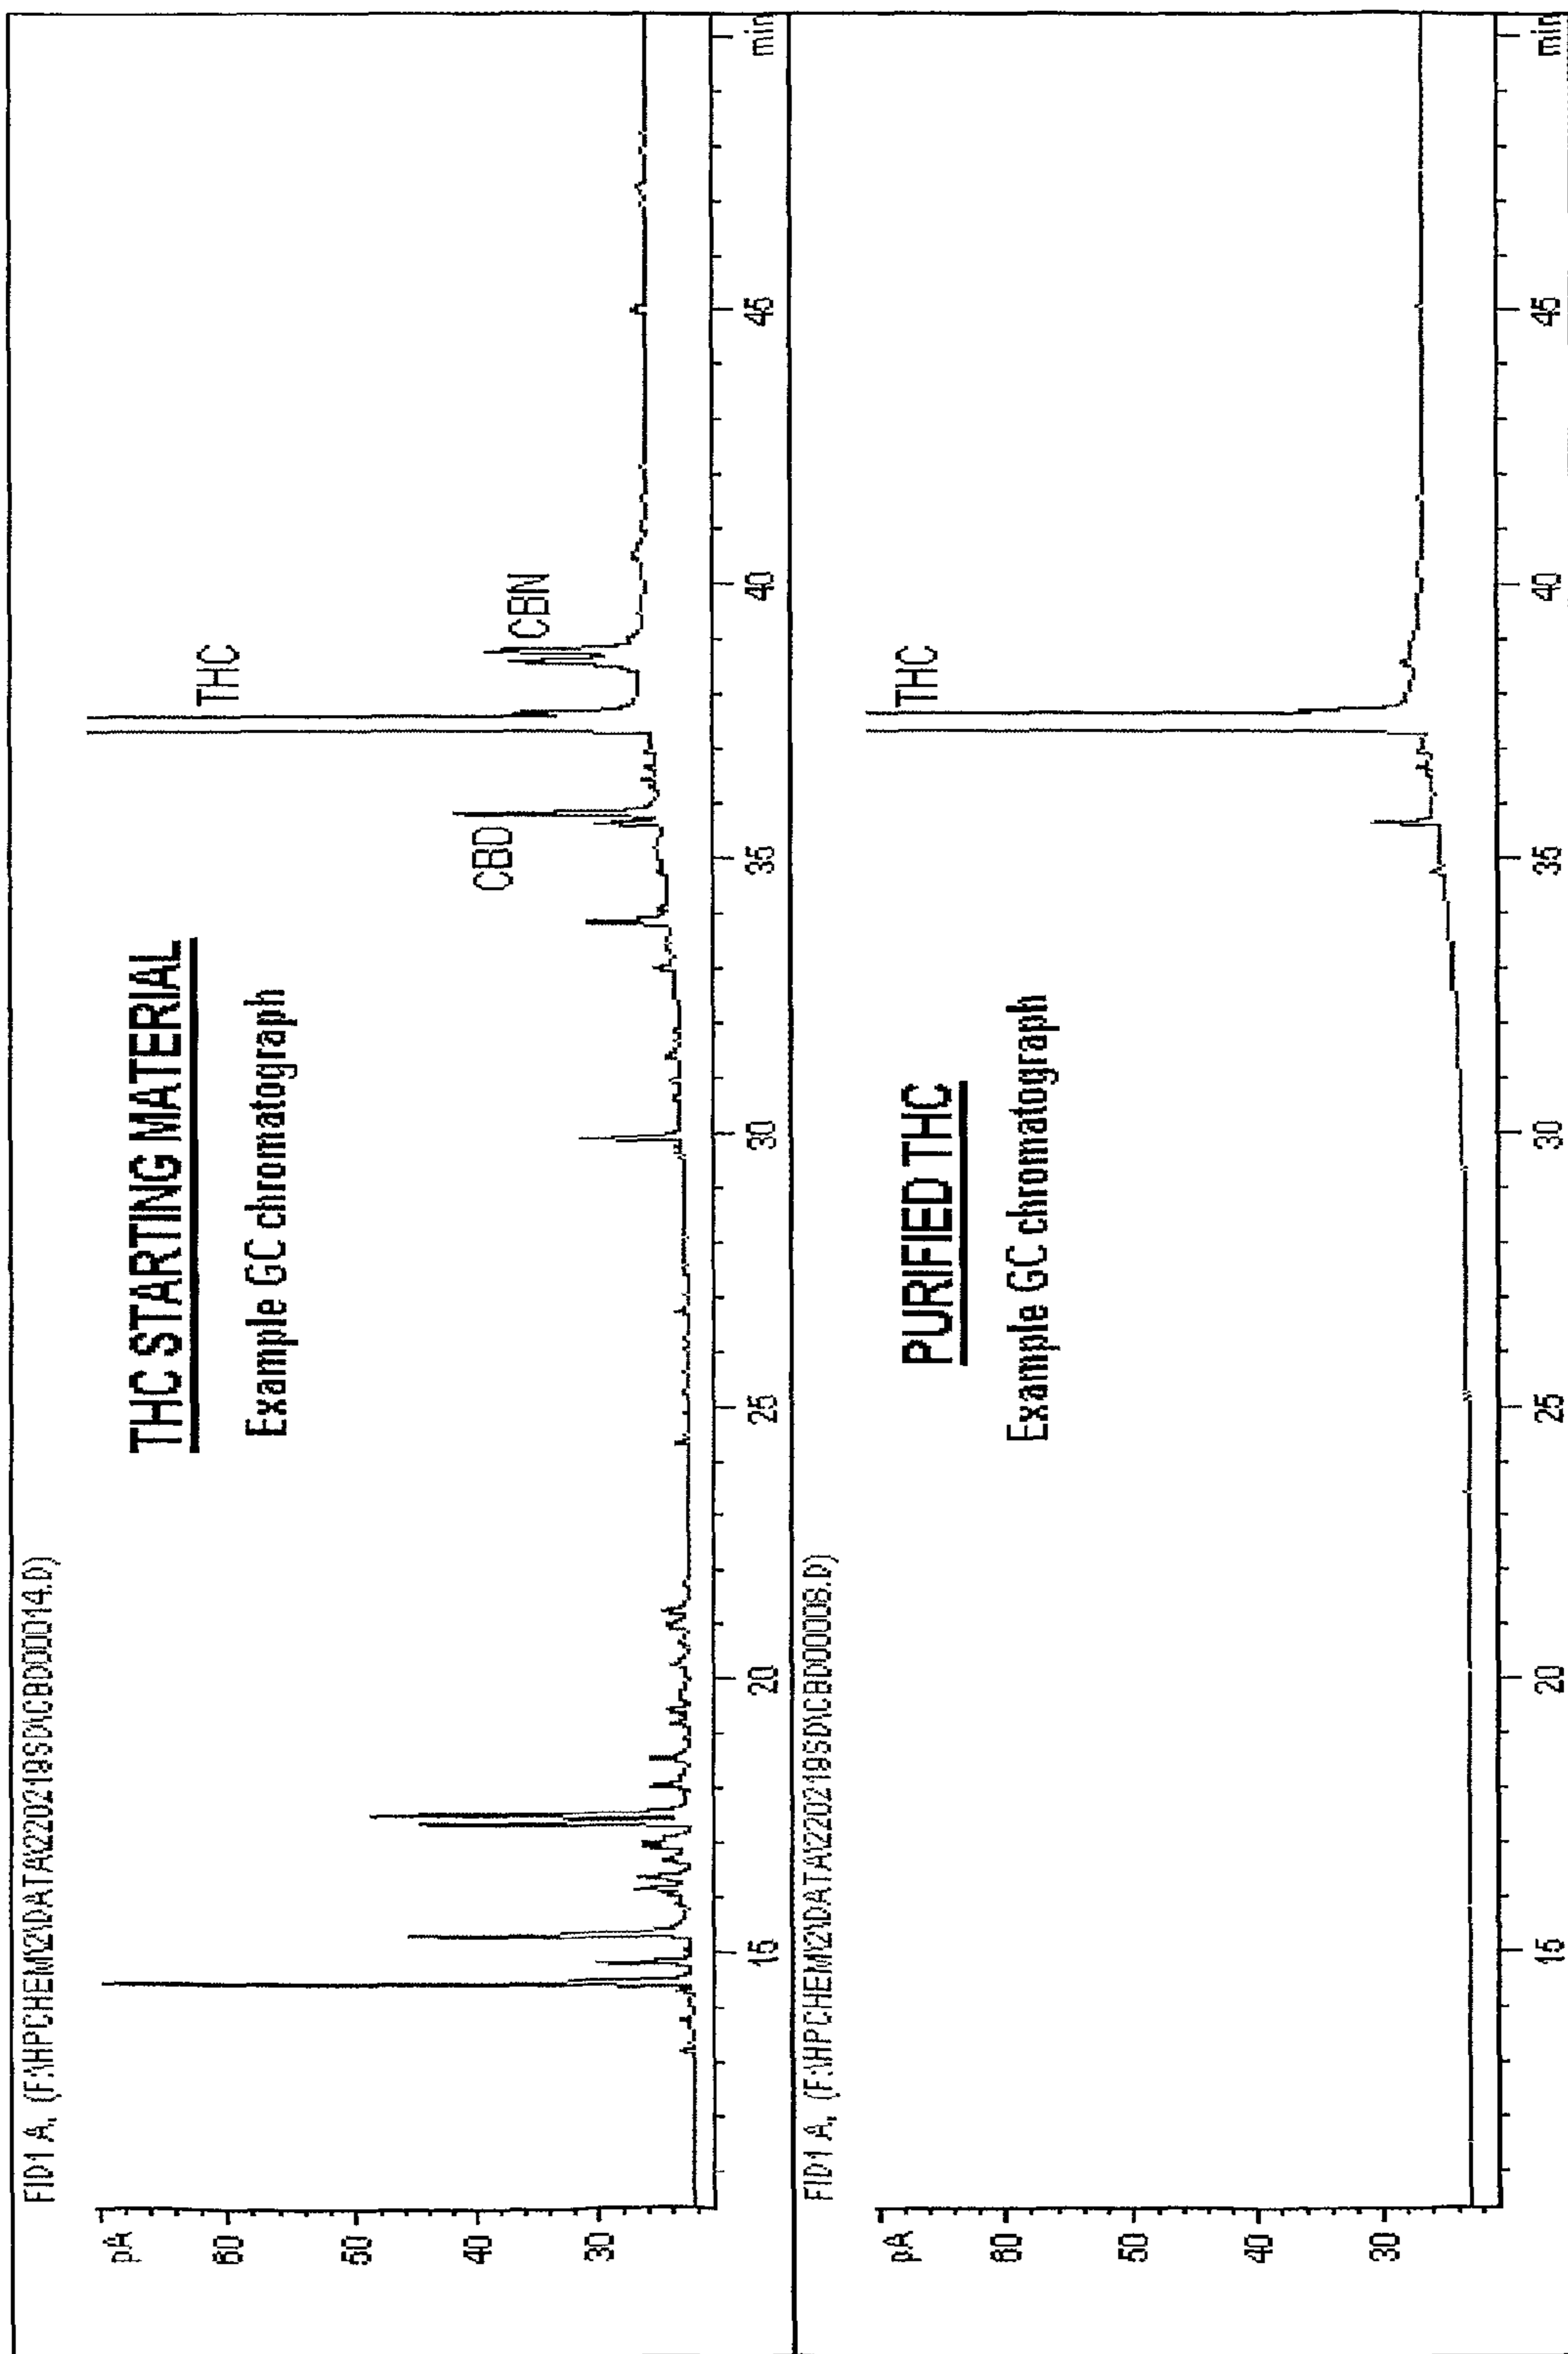 FID1 A, (F:\HPCHEM\2\DATA\220219SD\CBD00014.D)
pA
60
50
40
30
THC STARTING MATERIAL
Example GC chromatograph
CBD
THC
CBN
15
20
25
30
35
40
45
min
FID1 A, (F:\HPCHEM\2\DATA\220219SD\CBD00008.D)
pA
60
50
40
30
PURIFIED THC
Example GC chromatograph
THC
15
20
25
30
35
40
45
min